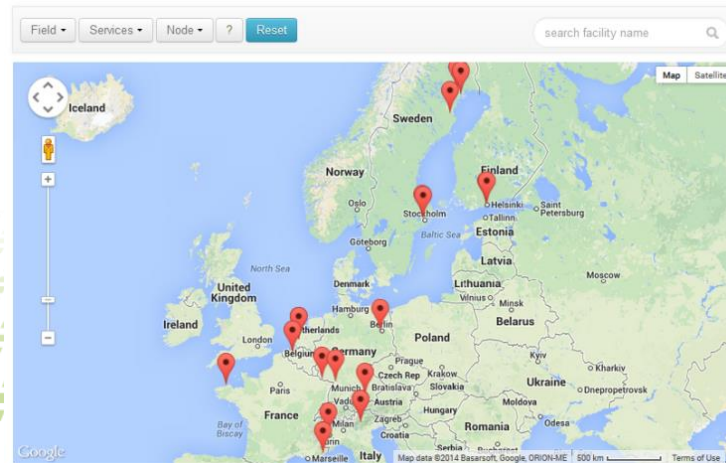 Field
Services
Node
?
Reset
search facility name
Map
Satellite
Iceland
Sweden
Norway
Finland
Oslo
Helsinki
Saint
Petersburg
Stockholm
Tallinn
Baltic Sea
Estonia
Göteborg
Latvia
North Sea
Moscow
Denmark
Lithuania
United
Kingdom
Vilnius
Minsk
Hamburg
Ireland
therlands
Berlin
Belarus
London
Poland
Belgium
Germany
Prague
Kyiv
Kharkiv
Czech Rep
Krakow
Paris
Munich
Bratislava
Slovakia
Ukraine
Dnepropetrovsk
Vadu
Austria
Moldova
France
Hungary
Zagreb
Odesa
Bay of
Biscay
Milan
Romania
Croatia
Serbia
Google
Marseille
Italy
Map data ©2014 Basarsoft, Google, ORION-ME
500 km
Terms of Use